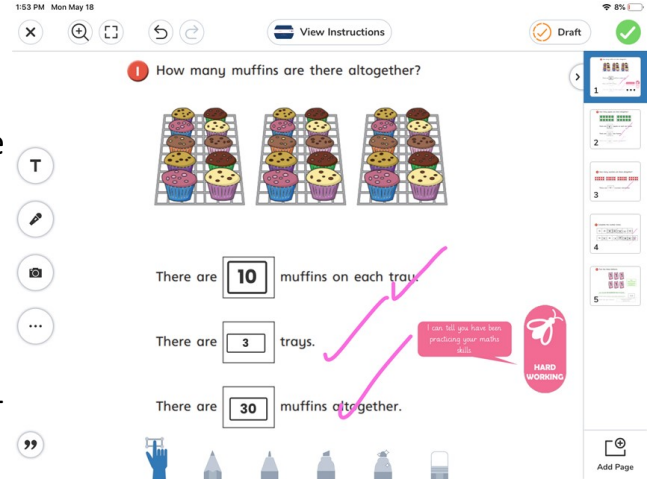 1:53 PM Mon May 18
8%
View Instructions
Draft
1 How many muffins are there altogether?
There are 10 muffins on each tray.
There are 3 trays.
There are 30 muffins altogether.
I can tell you have been
practicing your maths
skills
HARD
WORKING
T
1
2
3
4
5
Add Page